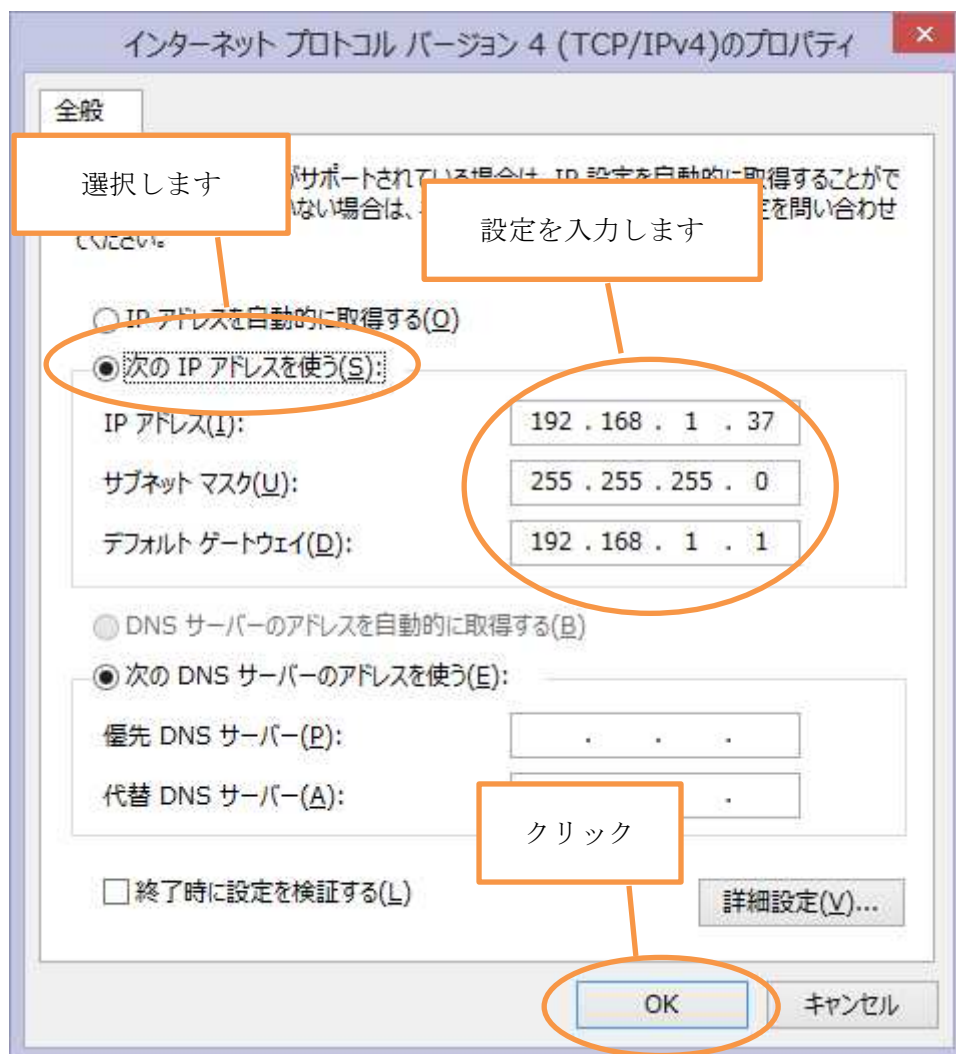 インターネット プロトコル バージョン 4 (TCP/IPv4)のプロパティ
全般
選択します
がサポートされている場合は、IP 設定を自動的に取得することがで
ない場合は、
を問い合わせ
てください。
設定を入力します
IP アドレスを自動的に取得する(O)
次の IP アドレスを使う(S):
IP アドレス(I):
192 . 168 . 1 . 37
サブネット マスク(U):
255 . 255 . 255 . 0
デフォルト ゲートウェイ(D):
192 . 168 . 1 . 1
DNS サーバーのアドレスを自動的に取得する(B)
次の DNS サーバーのアドレスを使う(E):
優先 DNS サーバー(P):
代替 DNS サーバー(A):
クリック
終了時に設定を検証する(L)
詳細設定(V)...
OK
キャンセル